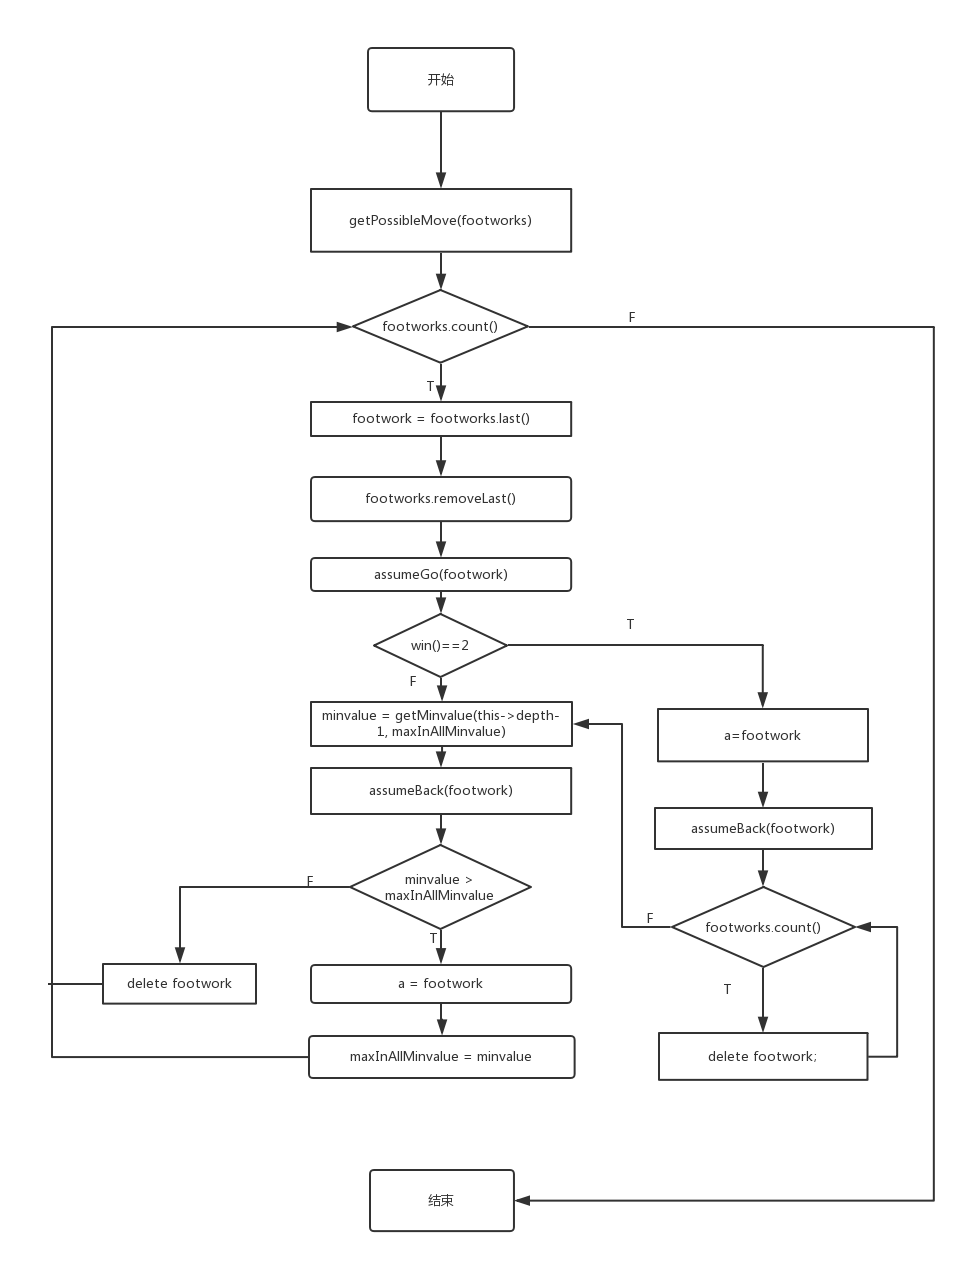 开始
getPossibleMove(footworks)
footworks.count()
F
T
footwork = footworks.last()
footworks.removeLast()
assumeGo(footwork)
win()==2
T
F
minvalue = getMinvalue(this->depth-
1, maxInAllMinvalue)
a=footwork
assumeBack(footwork)
assumeBack(footwork)
minvalue >
maxInAllMinvalue
F
T
footworks.count()
F
T
delete footwork
a = footwork
maxInAllMinvalue = minvalue
delete footwork;
结束